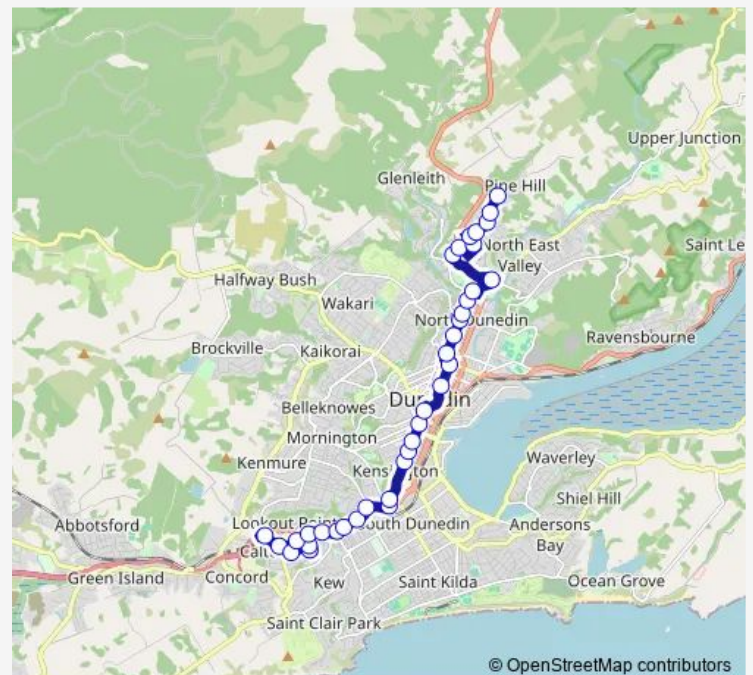 Upper Junction
Glenleith
Pine Hill
North East
Valley
Saint Le
Halfway Bush
Wakari
North Dunedin
Ravensbourne
Brockville
Kaikorai
Dunedin
Belleknowes
Mornington
Kenmure
Kensington
Waverley
Shiel Hill
Abbotsford
Lookout Point
South Dunedin
Andersons
Bay
Green Island
Concord
Kew
Saint Kilda
Ocean Grove
Saint Clair Park
© OpenStreetMap contributors